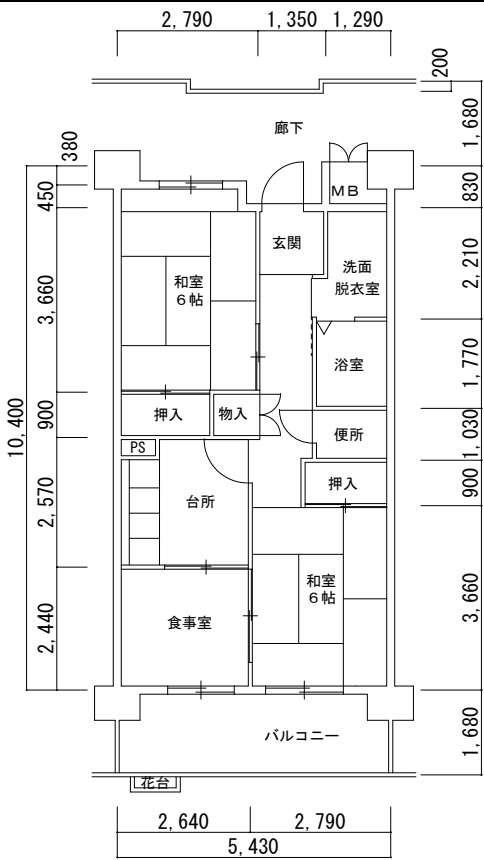 2,790
1,350
1,290
200
1,680
廊下
380
450
830
MB
玄関
和室
6帖
洗面
脱衣室
2,210
3,660
浴室
1,770
10,400
900
押入
物入
便所
1,030
PS
押入
900
台所
2,570
和室
6帖
3,660
食事室
2,440
バルコニー
1,680
花台
2,640
2,790
5,430